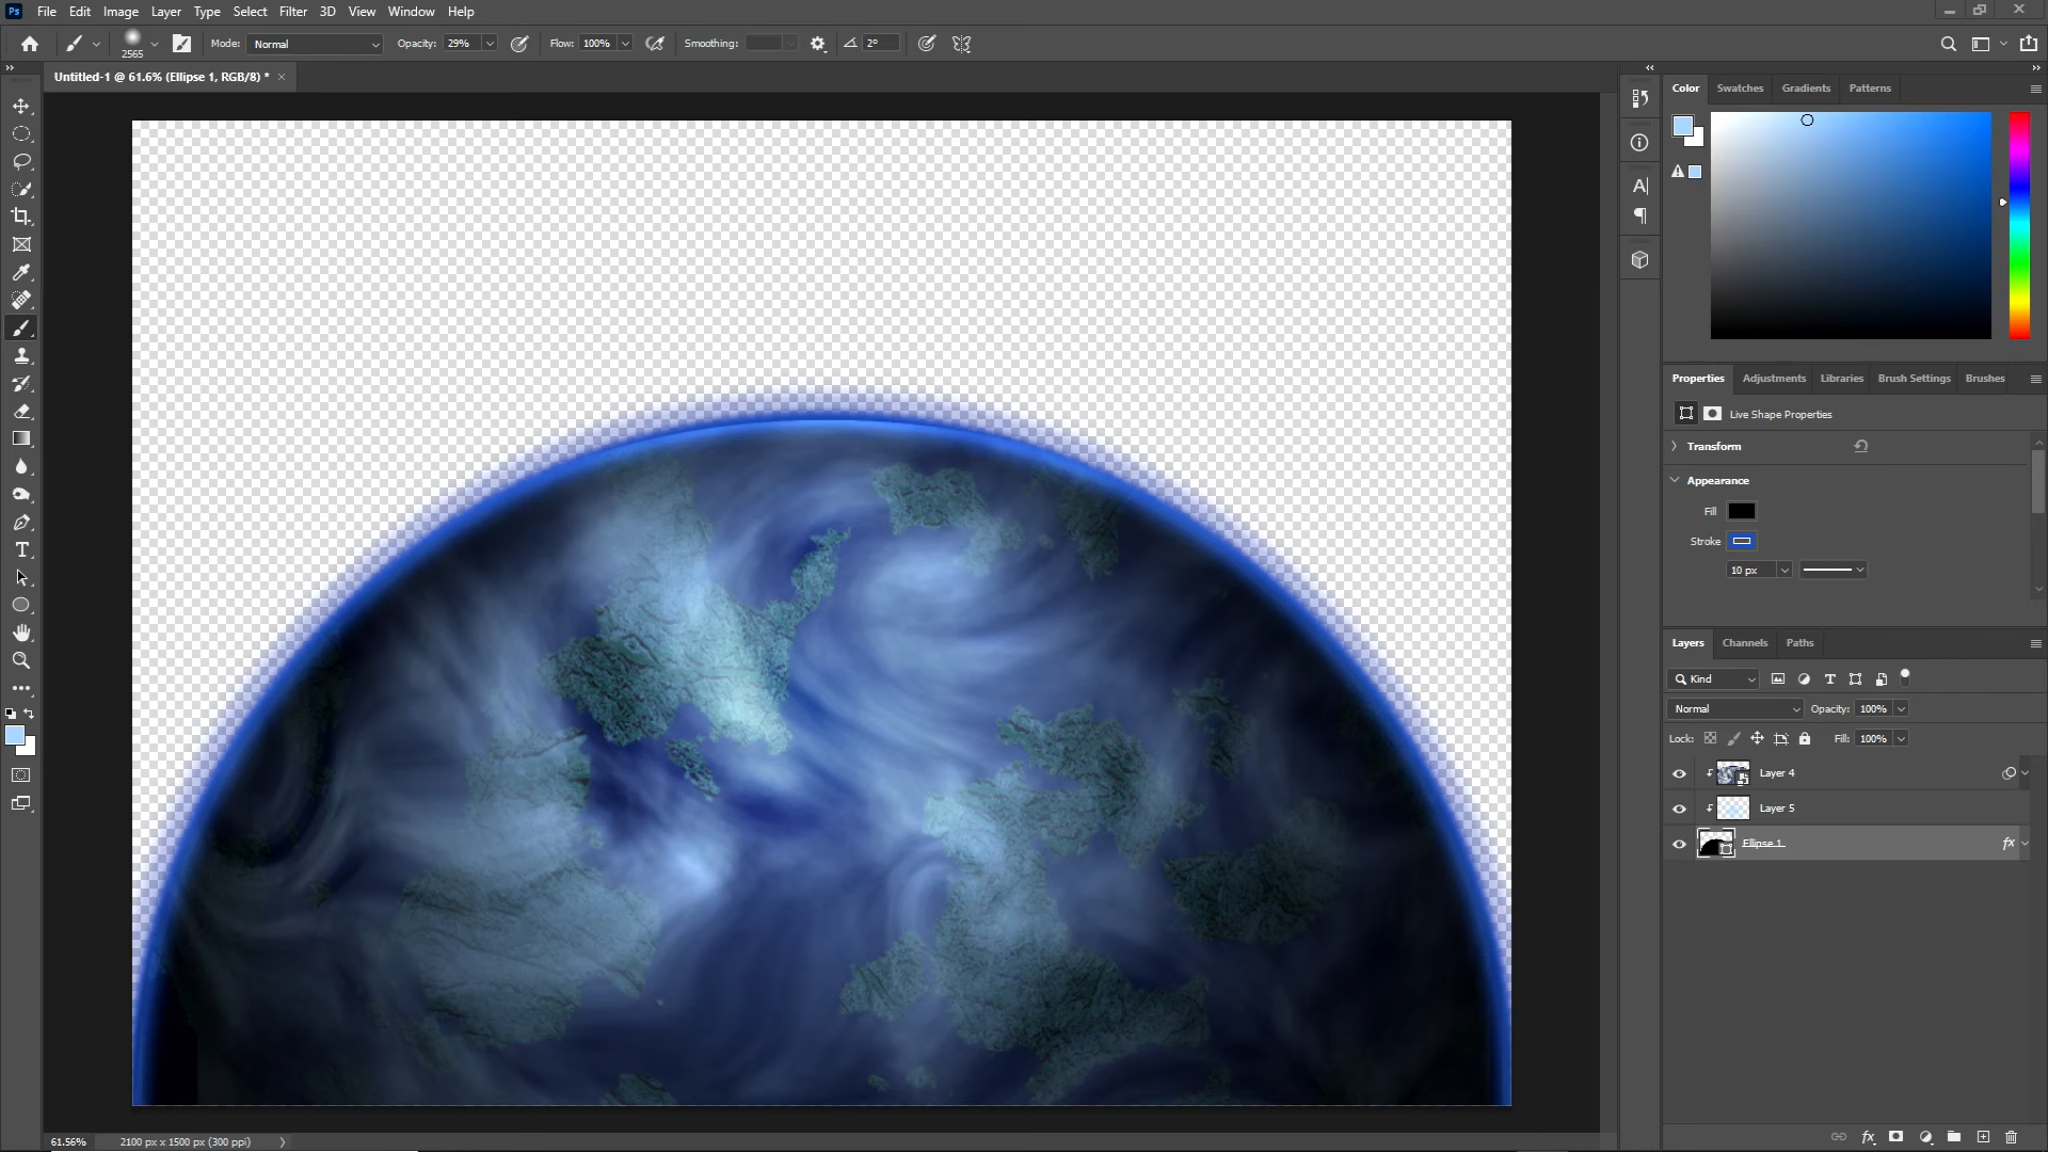 Ps File Edit Image Layer Type Select Filter 3D View Window Help
2565 Mode: Normal Opacity: 29% Flow: 100% Smoothing: 2°
Untitled-1 @ 61.6% (Ellipse 1, RGB/8) *
Color Swatches Gradients Patterns
Properties Adjustments Libraries Brush Settings Brushes
Live Shape Properties
Transform
Appearance
Fill
Stroke
10 px
Layers Channels Paths
Kind
Normal Opacity: 100%
Lock: Fill: 100%
Layer 4
Layer 5
Ellipse 1 fx
61.56% 2100 px x 1500 px (300 ppi)
fx